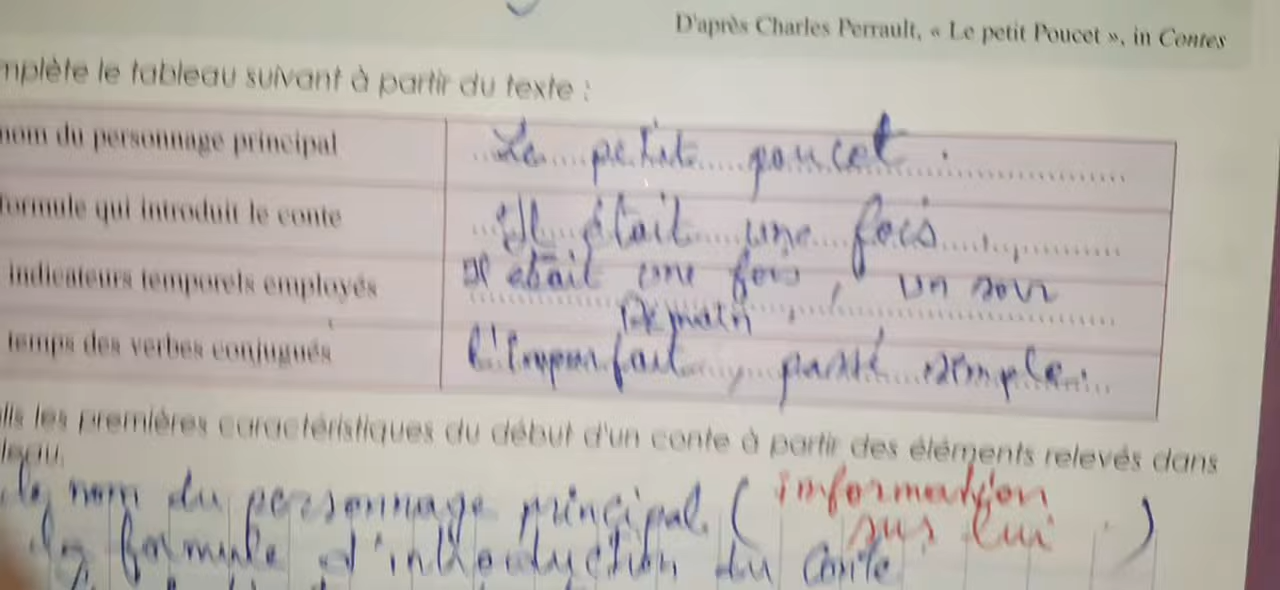 D'après Charles Perrault, « Le petit Poucet », in Contes
mplète le tableau suivant à partir du texte :
nom du personnage principal
Le petit poucet.
formule qui introduit le conte
Il était une fois
indicateurs temporels employés
Il était une fois, un soir
temps des verbes conjugués
l'imparfait, passé simple.
lis les premières caractéristiques du début d'un conte à partir des éléments relevés dans
leau.
le nom du personnage principal (information sur lui)
la formule d'introduction du conte